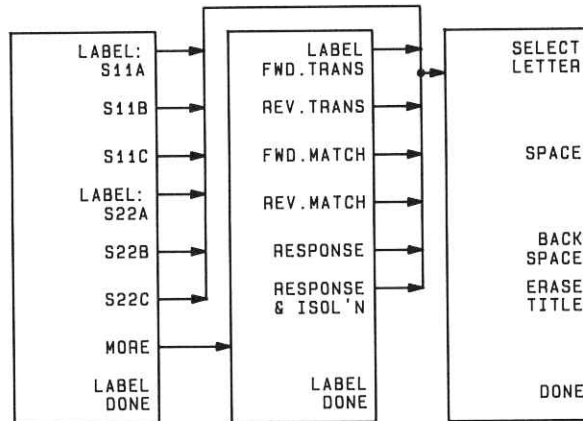 LABEL:
S11A
S11B
S11C
LABEL:
S22A
S22B
S22C
MORE
LABEL
DONE
LABEL
FWD.TRANS
REV.TRANS
FWD.MATCH
REV.MATCH
RESPONSE
RESPONSE
& ISOL'N
LABEL
DONE
SELECT
LETTER
SPACE
BACK
SPACE
ERASE
TITLE
DONE